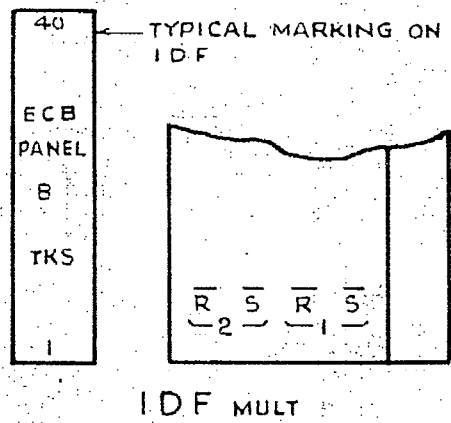 40
TYPICAL MARKING ON
IDF
ECB
PANEL
B
TKS
1
R S R S
2 1
IDF MULT